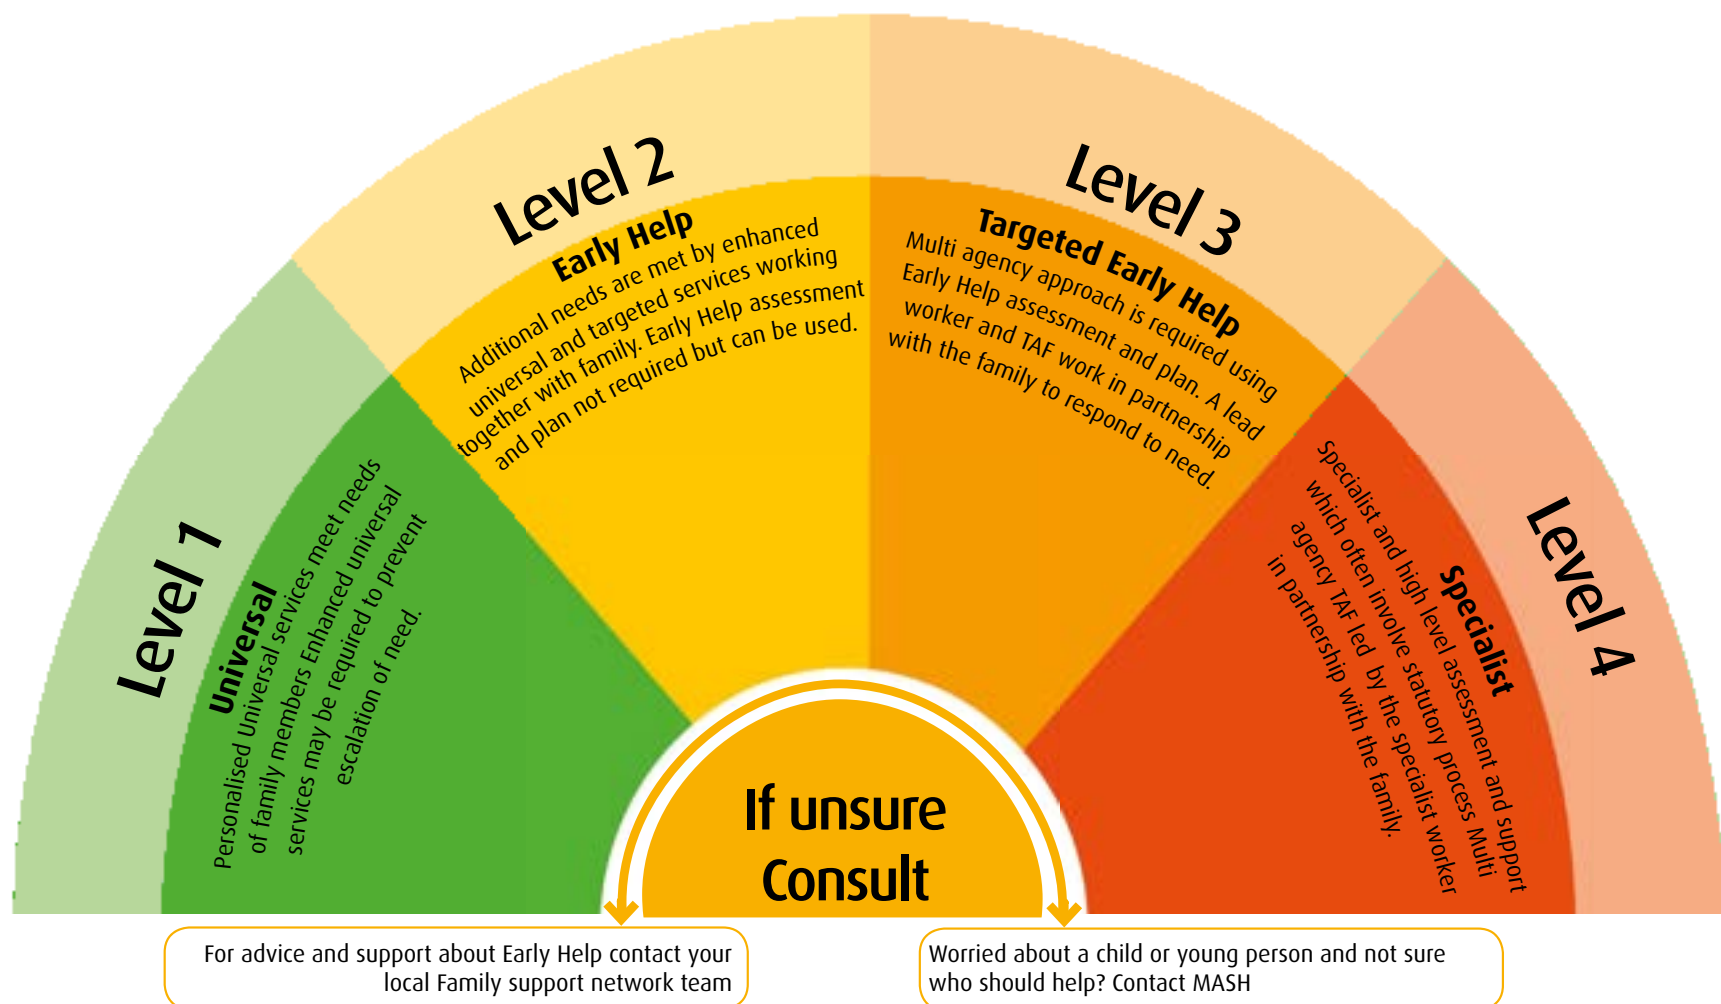 Level 1
Universal
Personalised Universal services meet needs
of family members Enhanced universal
services may be required to prevent
escalation of need.
Level 2
Early Help
Additional needs are met by enhanced
universal and targeted services working
together with family. Early Help assessment
and plan not required but can be used.
Level 3
Targeted Early Help
Multi agency approach is required using
Early Help assessment and plan. A lead
worker and TAF work in partnership
with the family to respond to need.
Level 4
Specialist
Specialist and high level assessment and support
which often involve statutory process Multi
agency TAF led by the specialist worker
in partnership with the family.
If unsure
Consult
For advice and support about Early Help contact your
local Family support network team
Worried about a child or young person and not sure
who should help? Contact MASH